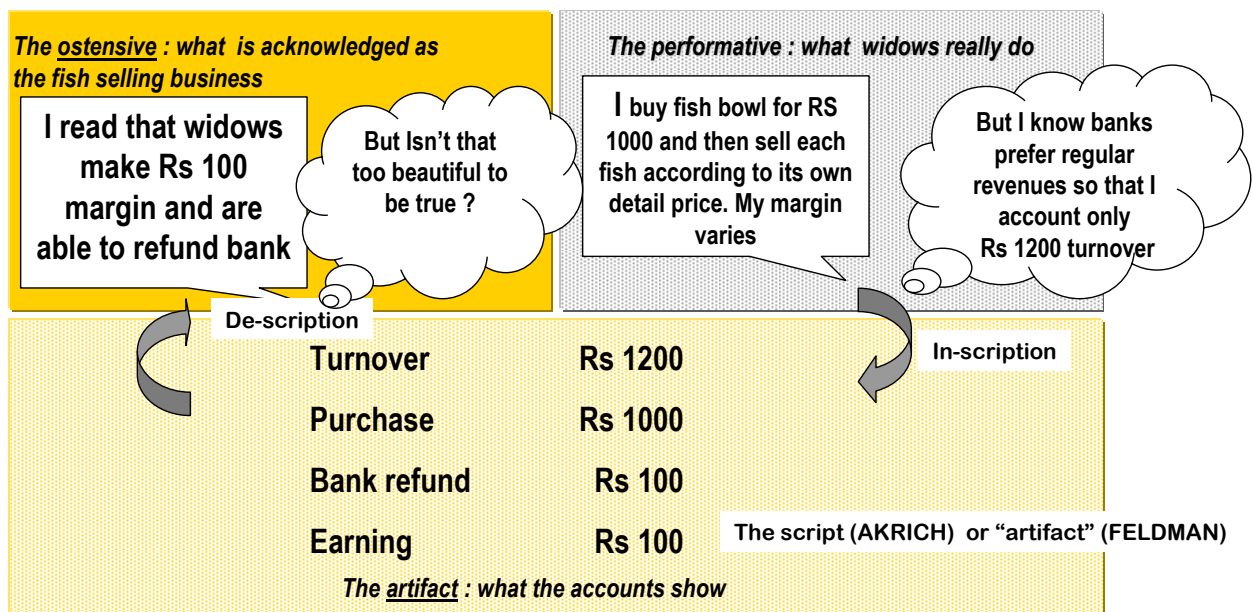 The ostensive : what is acknowledged as
the fish selling business
I read that widows
make Rs 100
margin and are
able to refund bank
But Isn't that
too beautiful to
be true ?
The performative : what widows really do
I buy fish bowl for RS
1000 and then sell each
fish according to its own
detail price. My margin
varies
But I know banks
prefer regular
revenues so that I
account only
Rs 1200 turnover
De-scription
In-scription
Turnover Rs 1200
Purchase Rs 1000
Bank refund Rs 100
Earning Rs 100
The script (AKRICH) or “artifact” (FELDMAN)
The artifact : what the accounts show